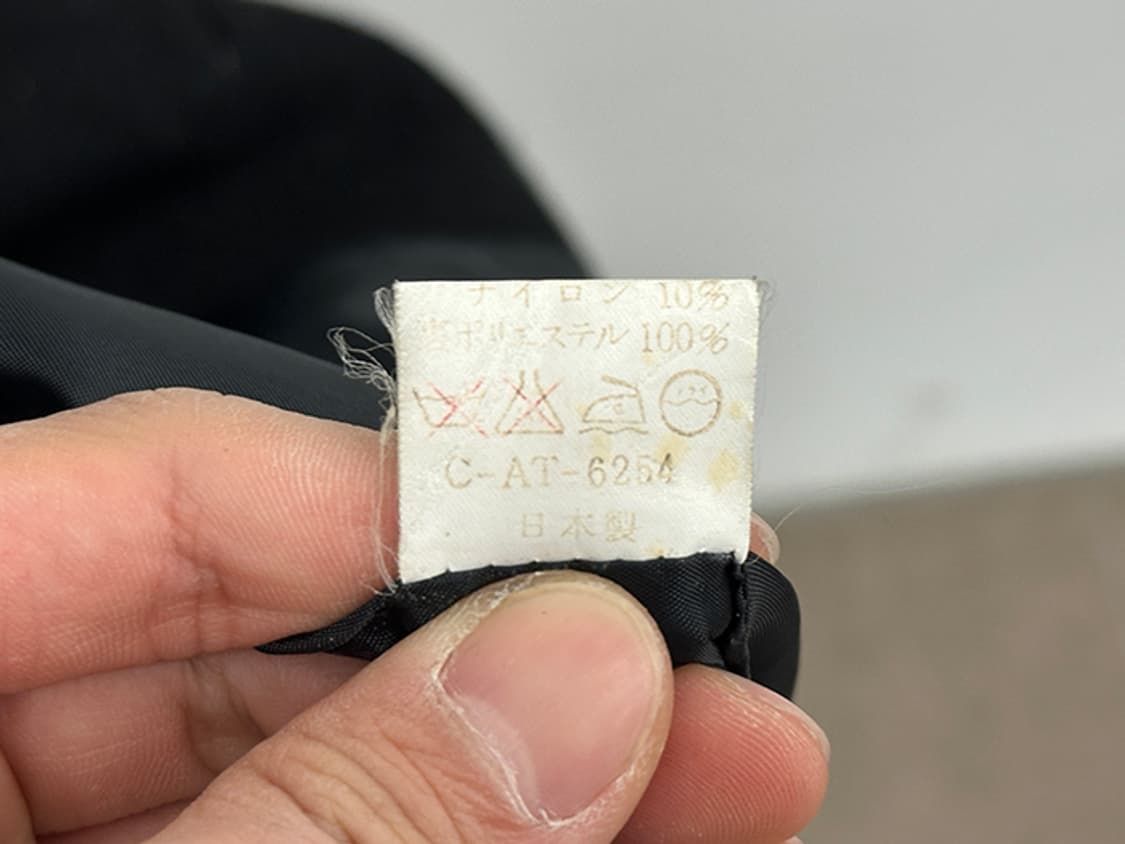 ナイロン 10%
ポリエステル 100%
C-AT-6254
日本製